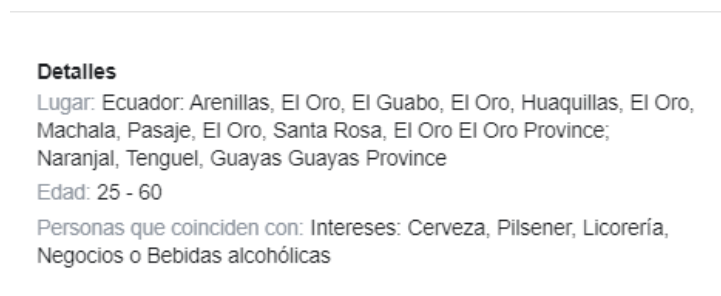 Detalles
Lugar: Ecuador: Arenillas, El Oro, El Guabo, El Oro, Huaquillas, El Oro,
Machala, Pasaje, El Oro, Santa Rosa, El Oro El Oro Province;
Naranjal, Tenguel, Guayas Guayas Province
Edad: 25 - 60
Personas que coinciden con: Intereses: Cerveza, Pilsener, Licorería,
Negocios o Bebidas alcohólicas